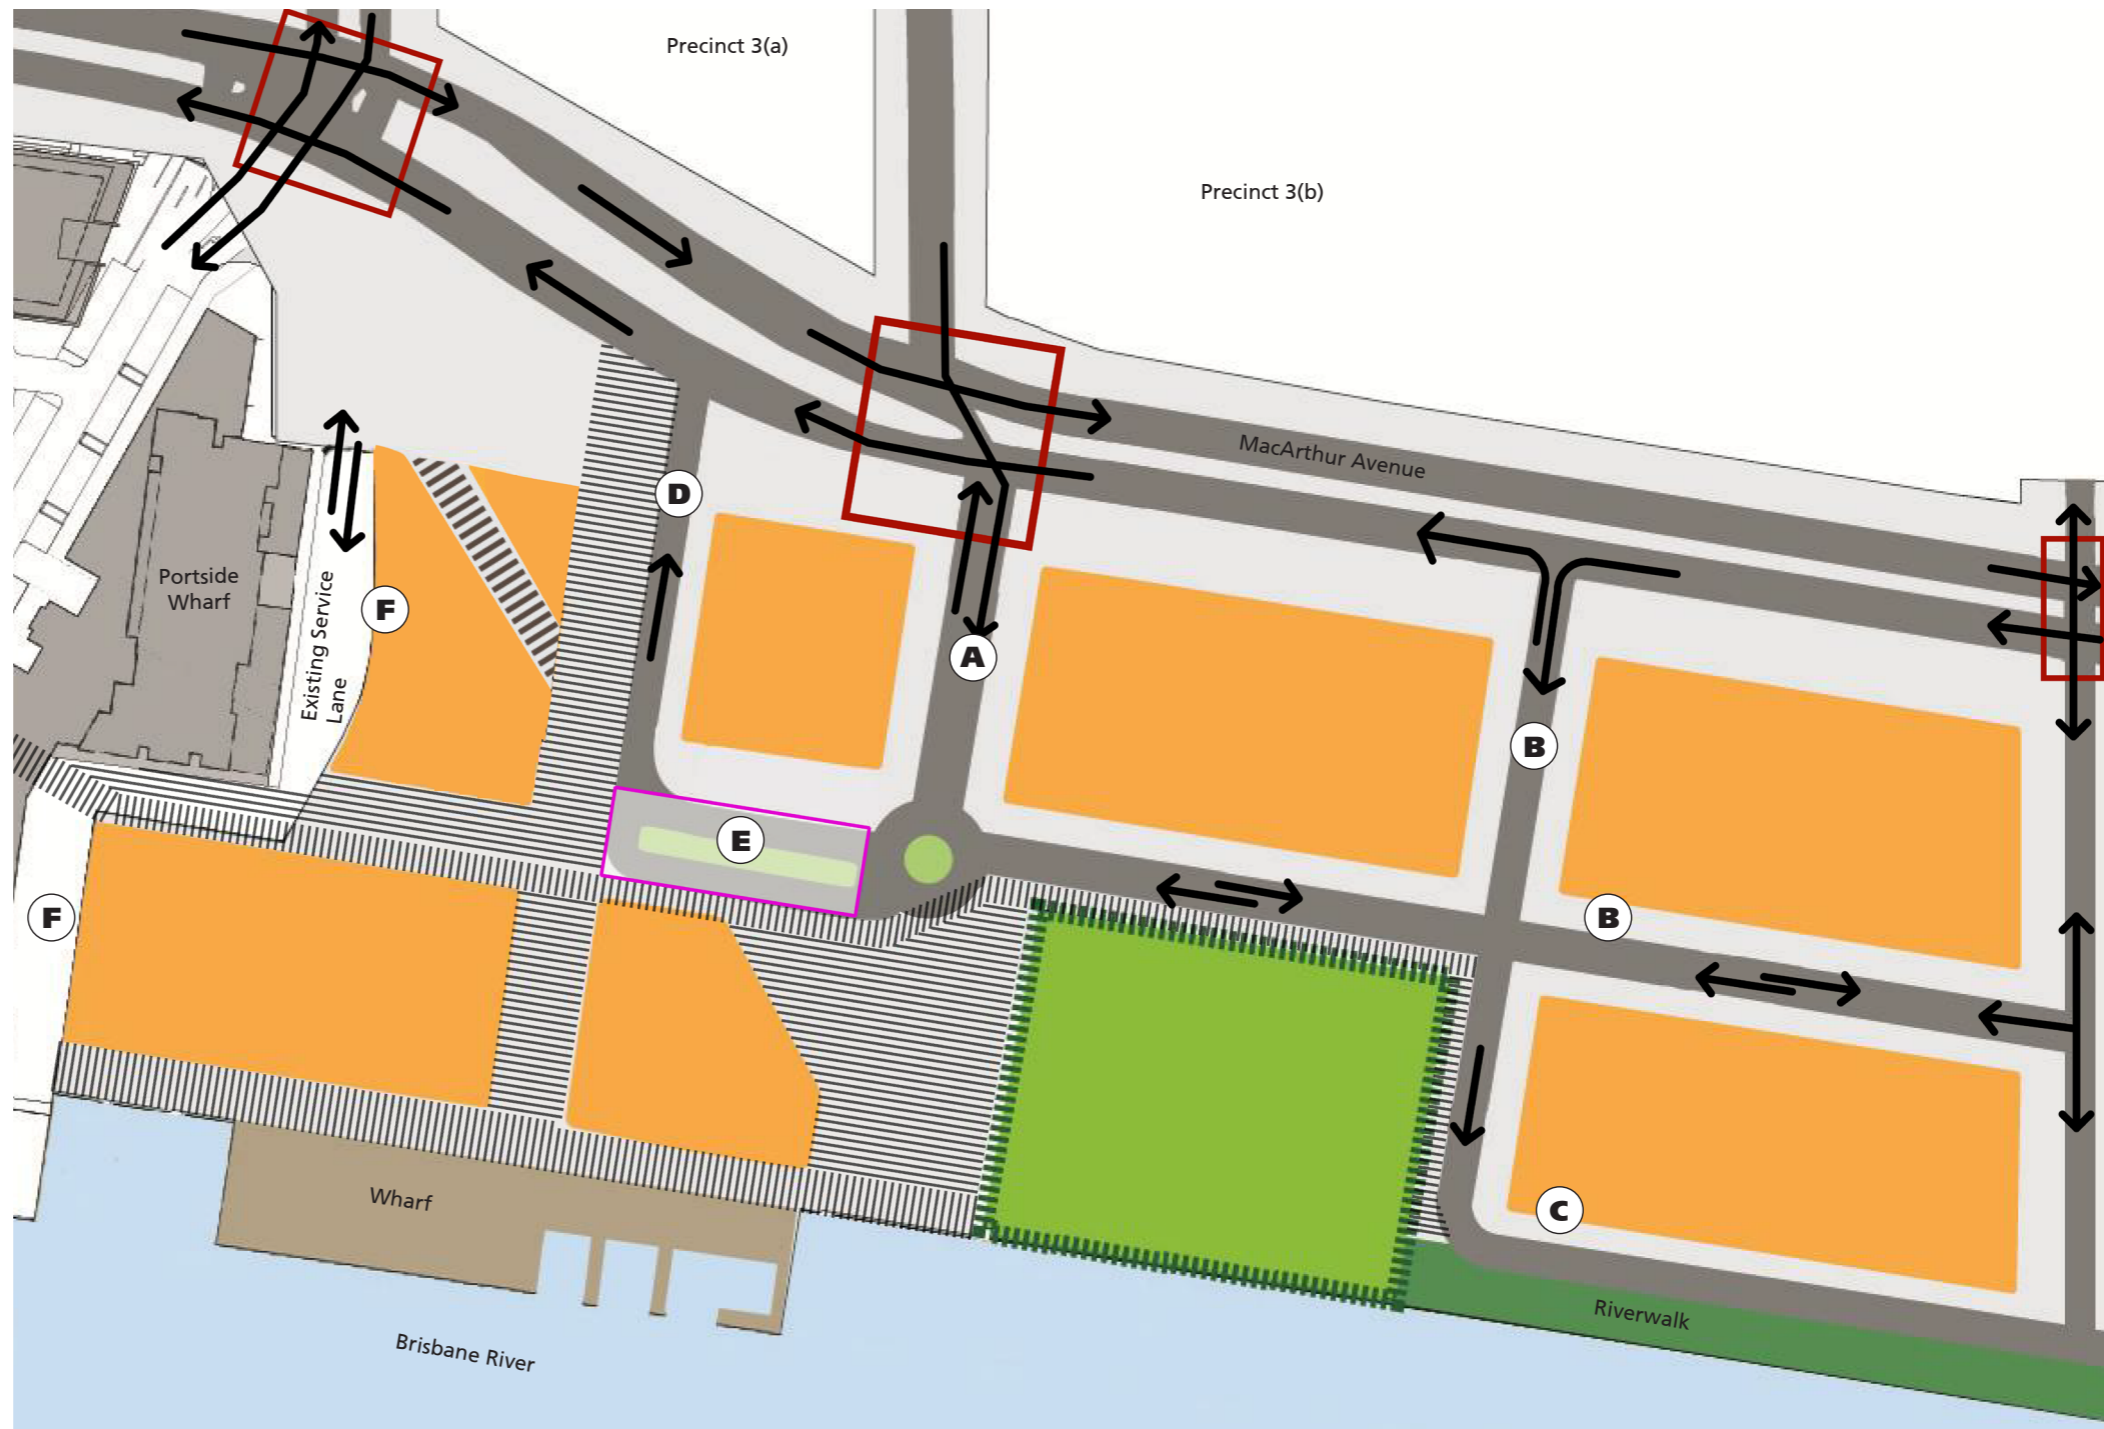 Precinct 3(a)
Precinct 3(b)
MacArthur Avenue
D
Portside
Wharf
Existing Service
Lane
F
A
B
E
F
B
Wharf
C
Riverwalk
Brisbane River